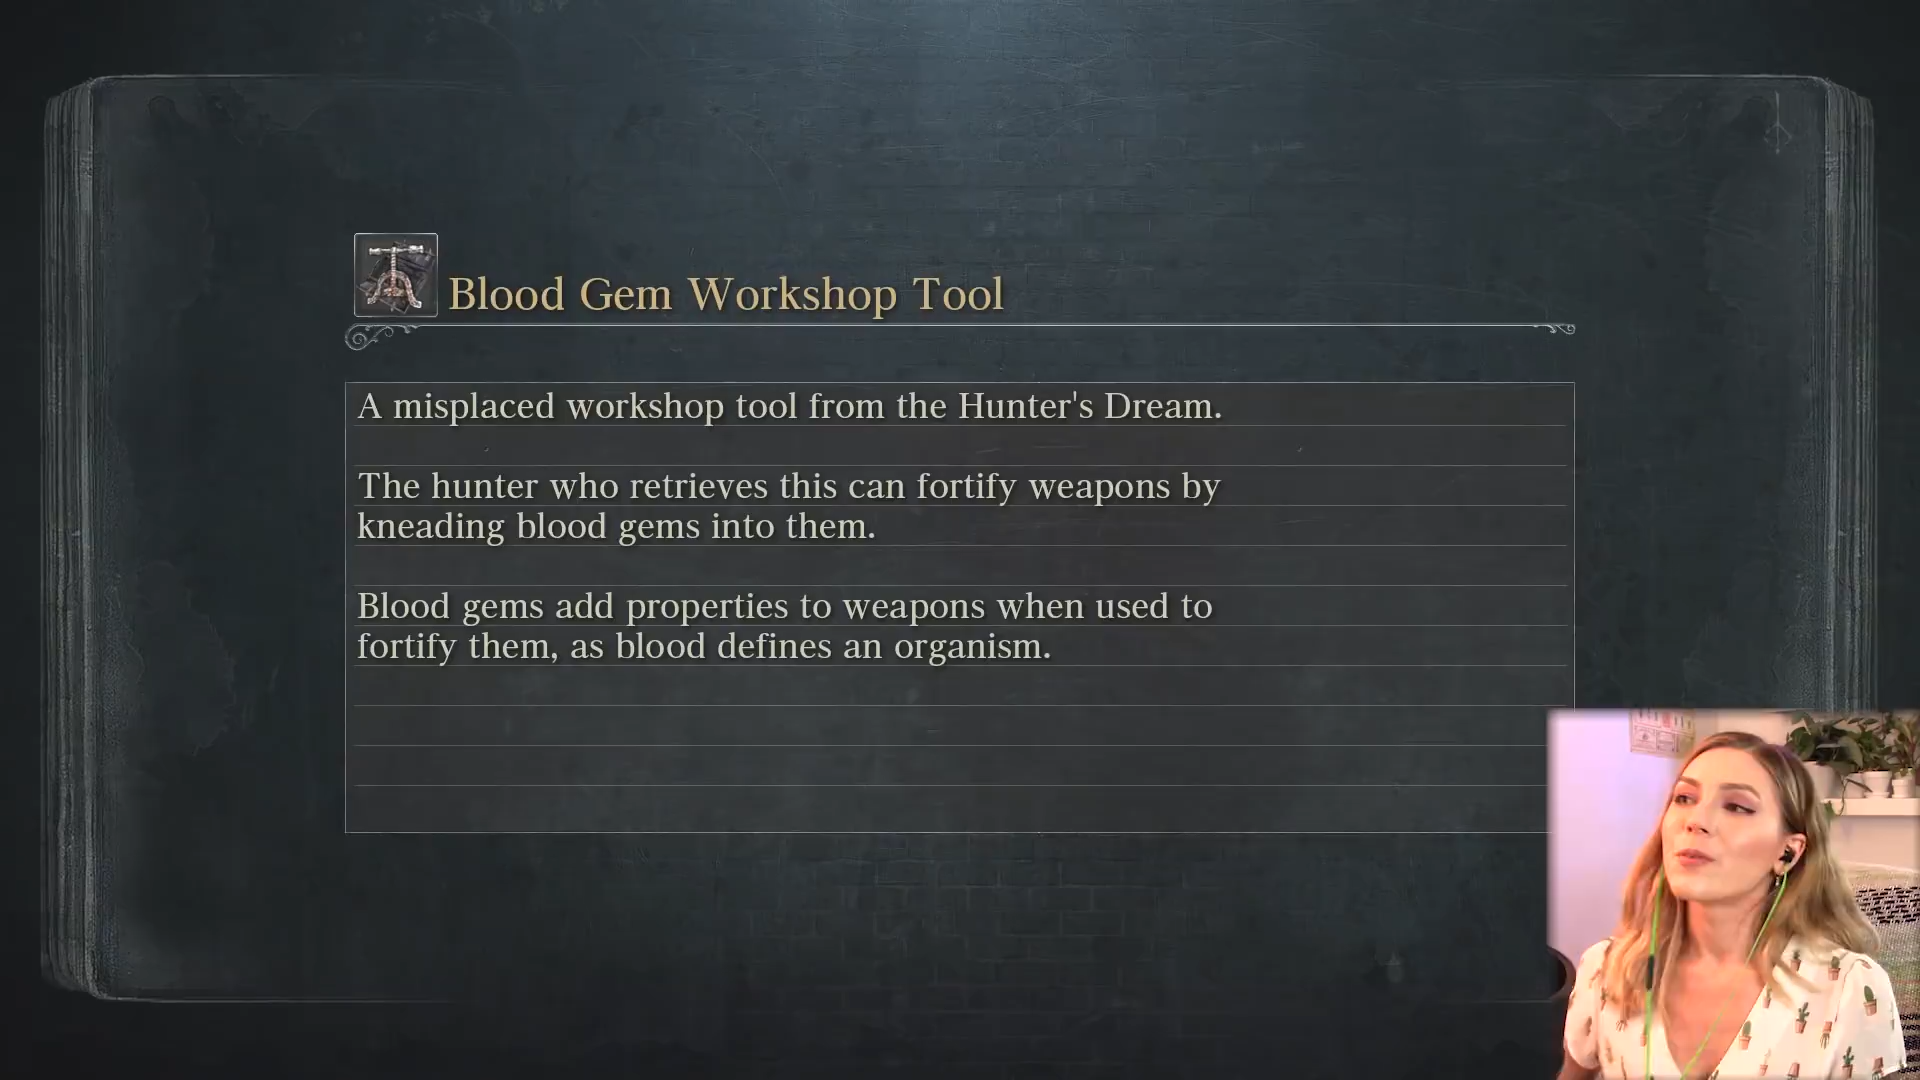 Blood Gem Workshop Tool
A misplaced workshop tool from the Hunter's Dream.
The hunter who retrieves this can fortify weapons by
kneading blood gems into them.
Blood gems add properties to weapons when used to
fortify them, as blood defines an organism.